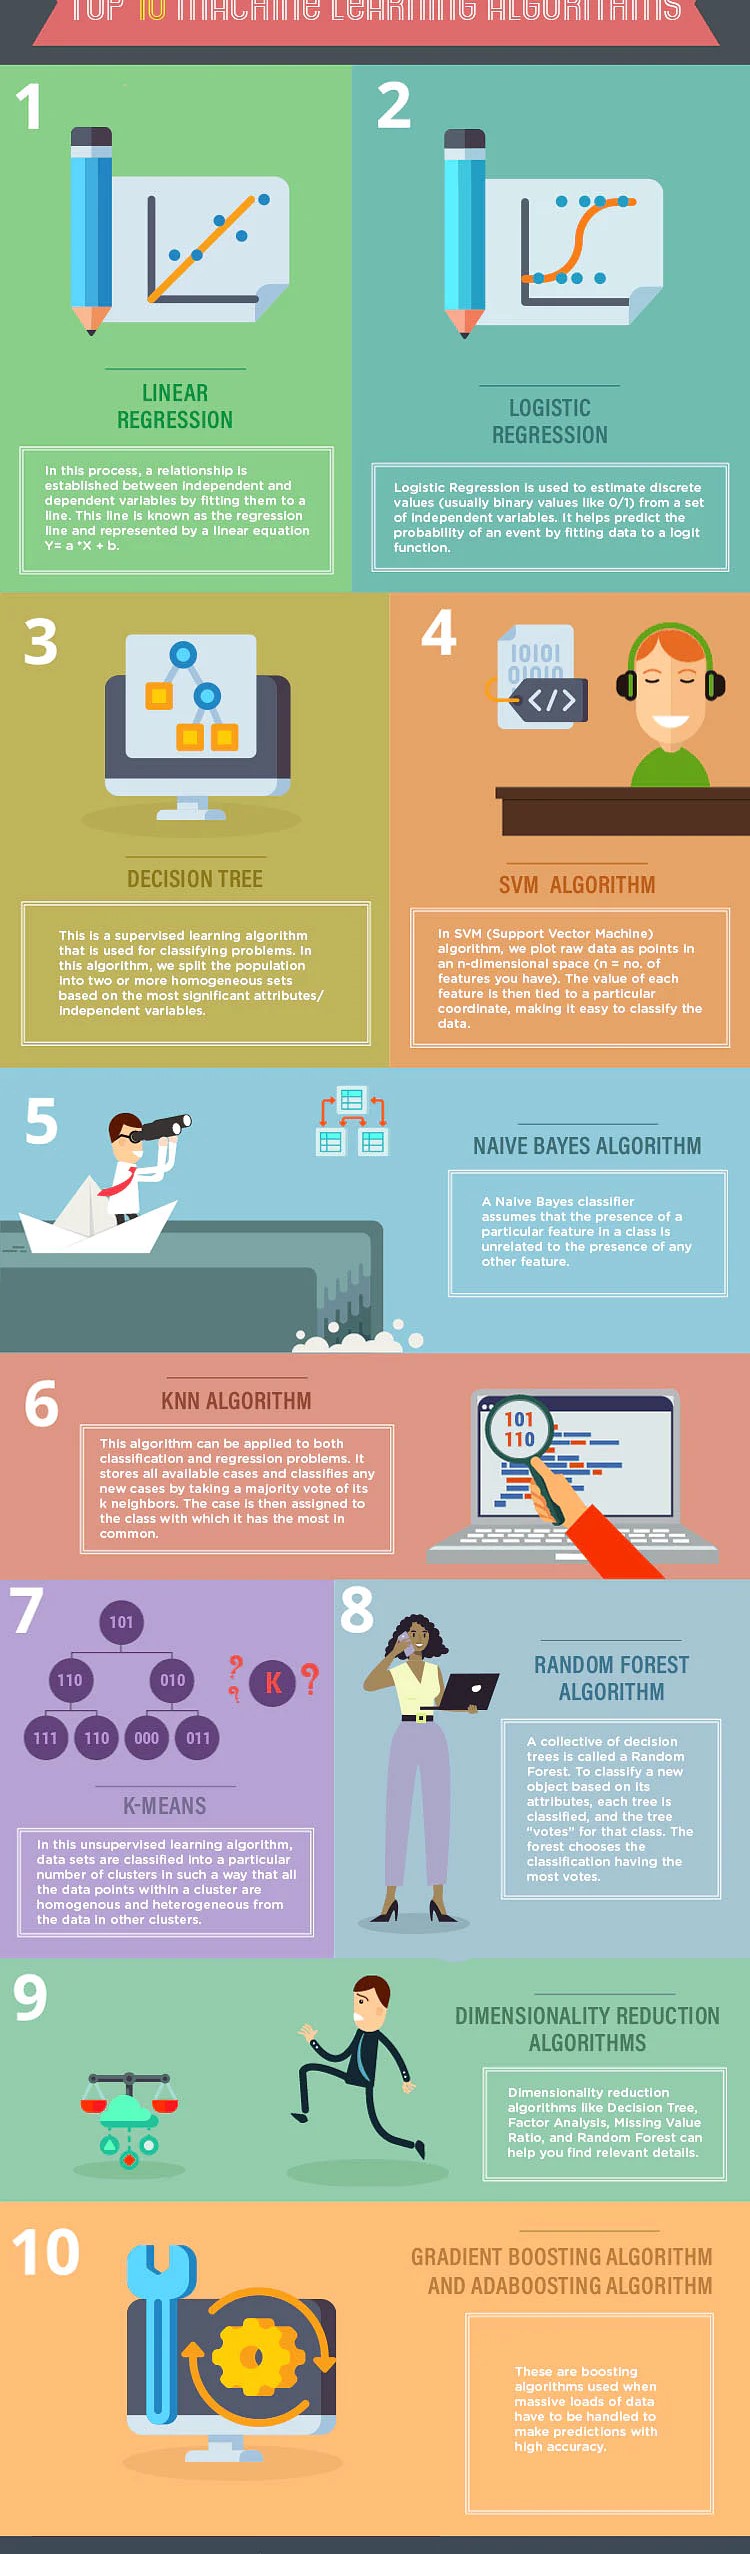 TOP 10 MACHINE LEARNING ALGORITHMS
1
LINEAR
REGRESSION
In this process, a relationship is
established between independent and
dependent variables by fitting them to a
line. This line is known as the regression
line and represented by a linear equation
Y= a *X + b.
2
LOGISTIC
REGRESSION
Logistic Regression is used to estimate discrete
values (usually binary values like 0/1) from a set
of independent variables. It helps predict the
probability of an event by fitting data to a logit
function.
3
DECISION TREE
This is a supervised learning algorithm
that is used for classifying problems. In
this algorithm, we split the population
into two or more homogeneous sets
based on the most significant attributes/
independent variables.
4
10101
01010
</>
SVM ALGORITHM
In SVM (Support Vector Machine)
algorithm, we plot raw data as points in
an n-dimensional space (n = no. of
features you have). The value of each
feature is then tied to a particular
coordinate, making it easy to classify the
data.
5
NAIVE BAYES ALGORITHM
A Naive Bayes classifier
assumes that the presence of a
particular feature in a class is
unrelated to the presence of any
other feature.
6
KNN ALGORITHM
This algorithm can be applied to both
classification and regression problems. It
stores all available cases and classifies any
new cases by taking a majority vote of its
k neighbors. The case is then assigned to
the class with which it has the most in
common.
101
110
7
101
110 010
111 110 000 011
? ? K ?
K-MEANS
In this unsupervised learning algorithm,
data sets are classified into a particular
number of clusters in such a way that all
the data points within a cluster are
homogenous and heterogeneous from
the data in other clusters.
8
RANDOM FOREST
ALGORITHM
A collective of decision
trees is called a Random
Forest. To classify a new
object based on its
attributes, each tree is
classified, and the tree
"votes" for that class. The
forest chooses the
classification having the
most votes.
9
DIMENSIONALITY REDUCTION
ALGORITHMS
Dimensionality reduction
algorithms like Decision Tree,
Factor Analysis, Missing Value
Ratio, and Random Forest can
help you find relevant details.
10
GRADIENT BOOSTING ALGORITHM
AND ADABOOSTING ALGORITHM
These are boosting
algorithms used when
massive loads of data
have to be handled to
make predictions with
high accuracy.